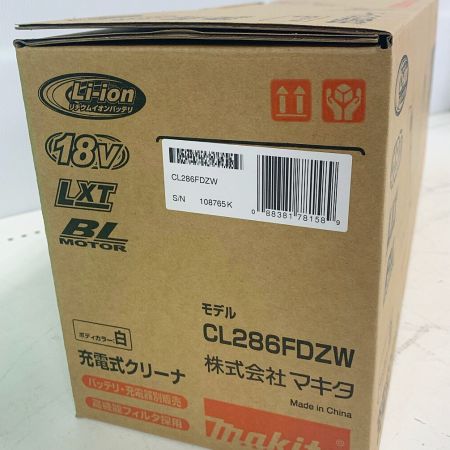 Li-ion
リチウムイオンバッテリ
18V
LXT
BL
MOTOR
CL286FDZW
S/N 108765K
0 88381 78158 9
モデル
CL286FDZW
株式会社マキタ
Made in China
ボディカラー:白
充電式クリーナ
バッテリ・充電器別販売
高機能フィルタ採用
makita